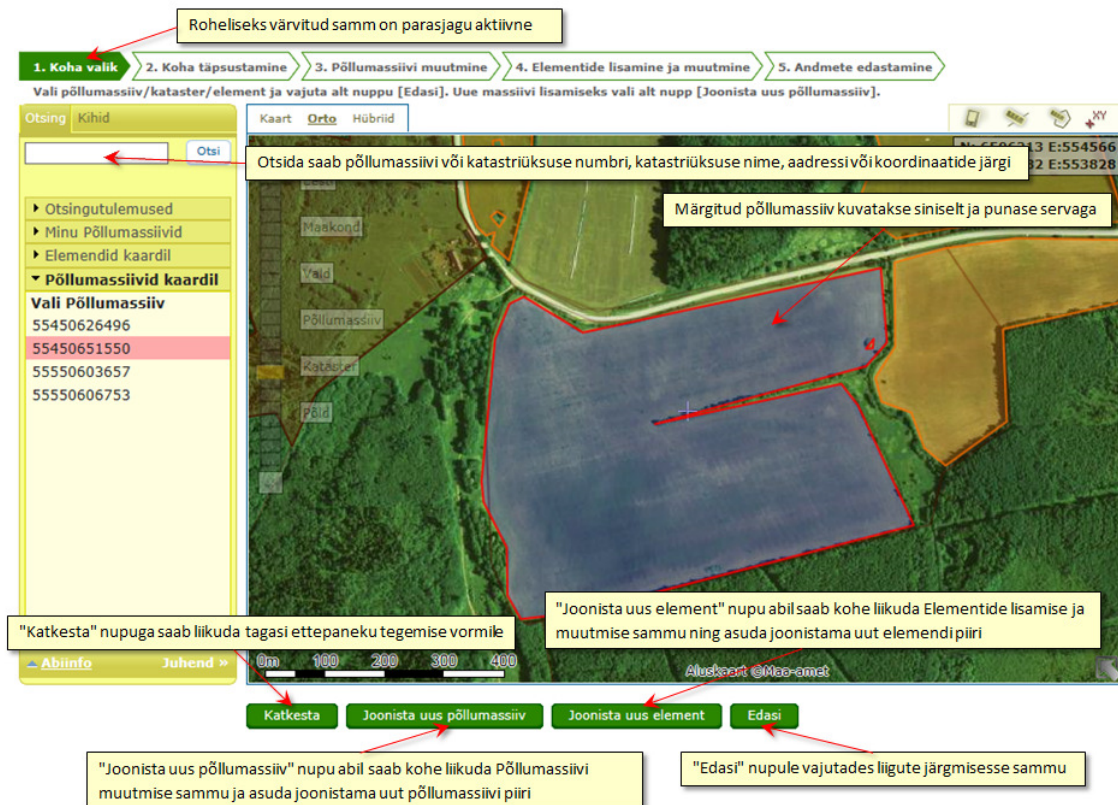 Roheliseks värvitud samm on parasjagu aktiivne
1. Koha valik
2. Koha täpsustamine
3. Põllumassiivi muutmine
4. Elementide lisamine ja muutmine
5. Andmete edastamine
Vali põllumassiiv/kataster/element ja vajuta alt nuppu [Edasi]. Uue massiivi lisamiseks vali alt nupp [Joonista uus põllumassiiv].
Otsing Kihid
Kaart Orto Hübriid
XY
Otsi
Otsida saab põllumassiivi või katastriüksuse numbri, katastriüksuse nime, aadressi või koordinaatide järgi
E:554566
E:553828
Märgitud põllumassiiv kuvatakse siniselt ja punase servaga
Otsingutulemused
Minu Põllumassiivid
Elemendid kaardil
Põllumassiivid kaardil
Vali Põllumassiiv
55450626496
55450651550
55550603657
55550606753
Maakond
Vald
Põllumassiiv
Kataster
Põld
"Joonista uus element" nupu abil saab kohe liikuda Elementide lisamise ja
muutmise sammu ning asuda joonistama uut elemendi piiri
"Katkesta" nupuga saab liikuda tagasi ettepaneku tegemise vormile
Abiinfo Juhend »
0m 100 200 300 400
Aluskaart ©Maa-amet
Katkesta
Joonista uus põllumassiiv
Joonista uus element
Edasi
"Joonista uus põllumassiiv" nupu abil saab kohe liikuda Põllumassiivi
muutmise sammu ja asuda joonistama uut põllumassiivi piiri
"Edasi" nupule vajutades liigute järgmisesse sammu